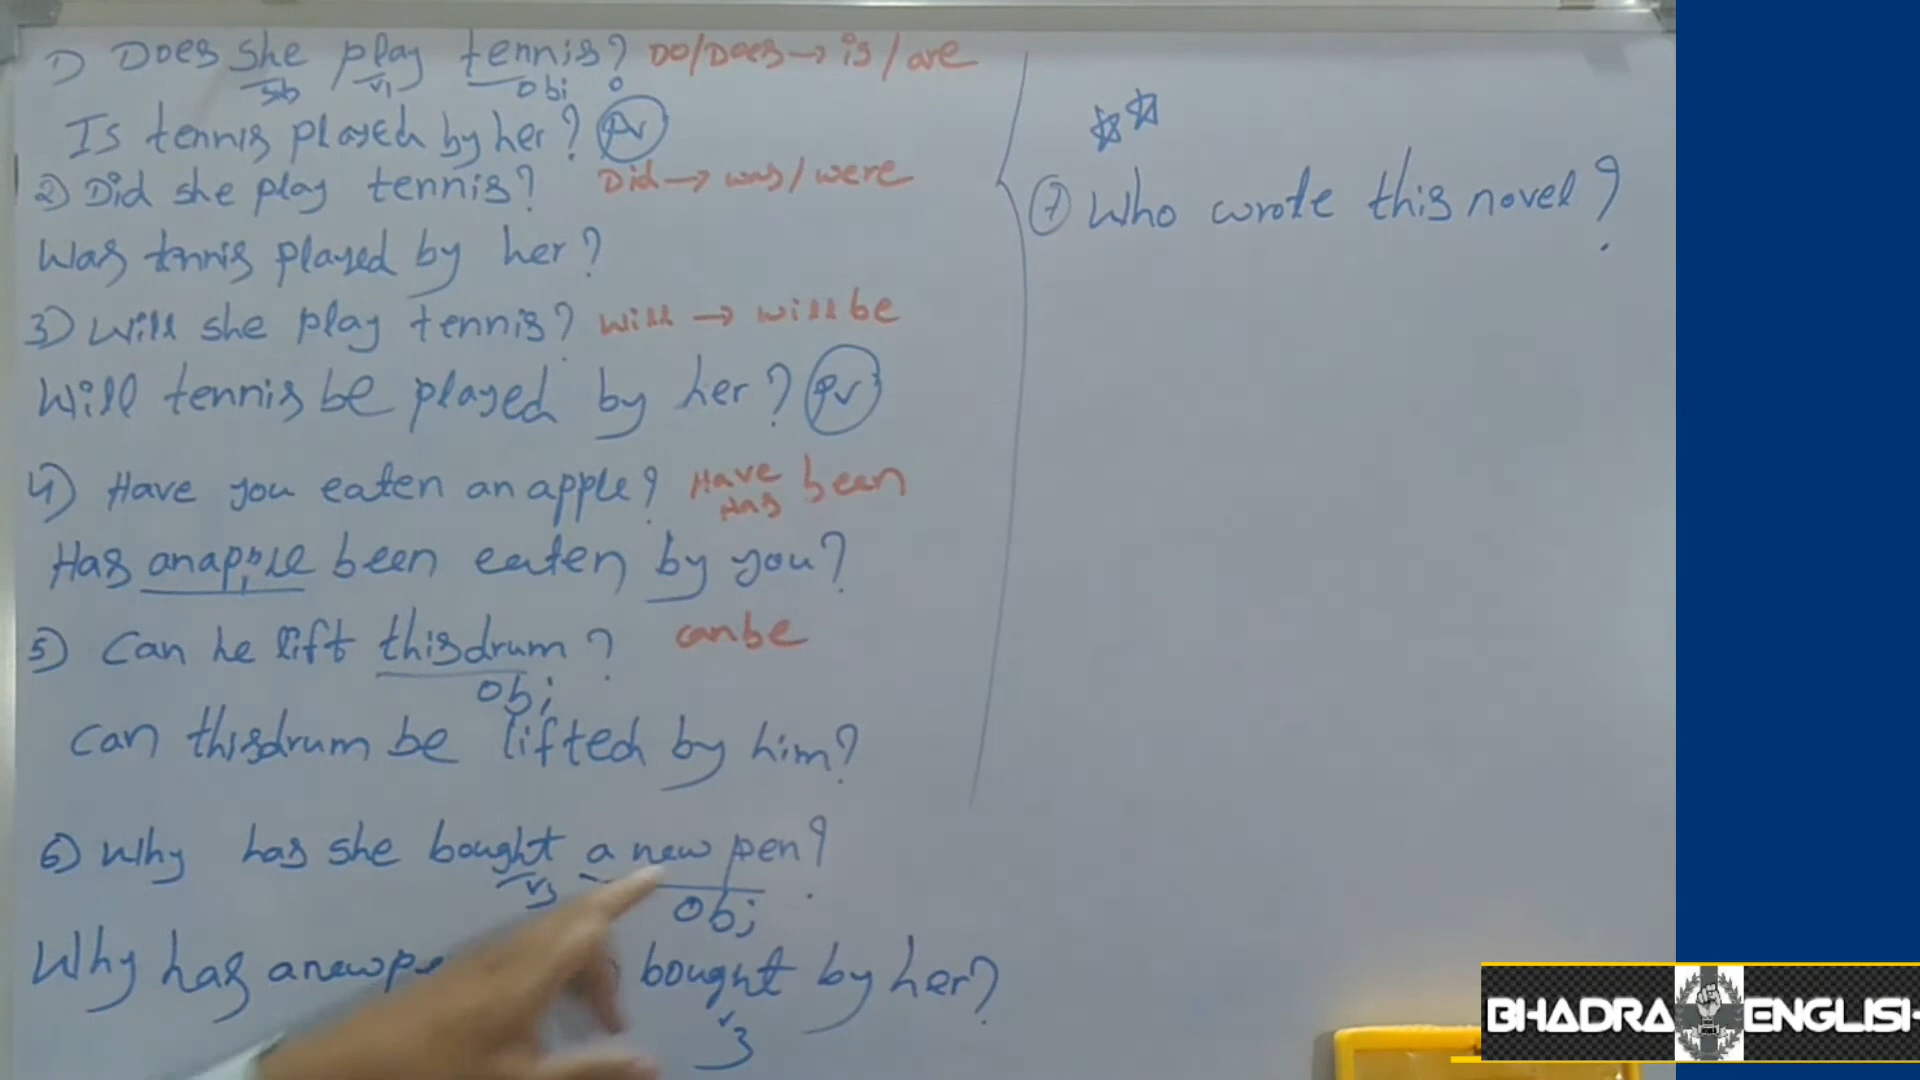 1) Does she play tennis? Do/Does → is/are
sb v1 obj
Is tennis played by her? PV
2) Did she play tennis? Did → was/were
Was tennis played by her?
3) Will she play tennis? will → will be
Will tennis be played by her? PV
4) Have you eaten an apple? Have Has been
Has an apple been eaten by you?
5) Can he lift this drum? can be
obj
can this drum be lifted by him?
6) Why has she bought a new pen?
v3 obj
Why has a new bought by her?
v3
7 Who wrote this novel?
BHADRA ENGLISH